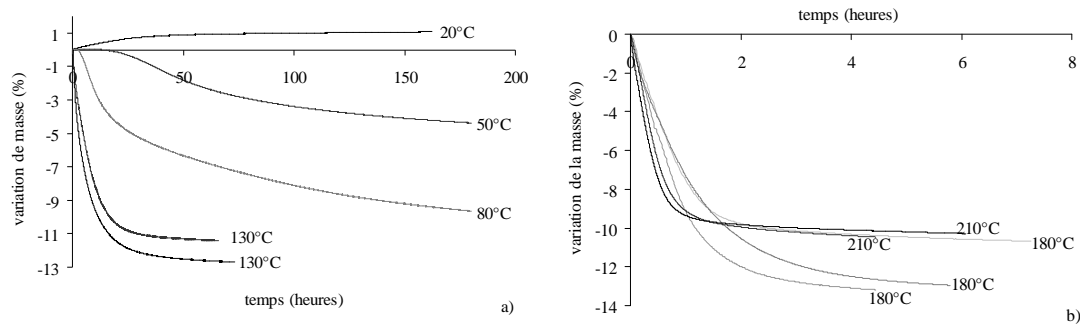 variation de masse (%)
1
-1
-3
-5
-7
-9
-11
-13
0
50
100
150
200
20°C
50°C
80°C
130°C
130°C
temps (heures)
a)
temps (heures)
variation de la masse (%)
0
-2
-4
-6
-8
-10
-12
-14
0
2
4
6
8
210°C
210°C
180°C
180°C
180°C
b)